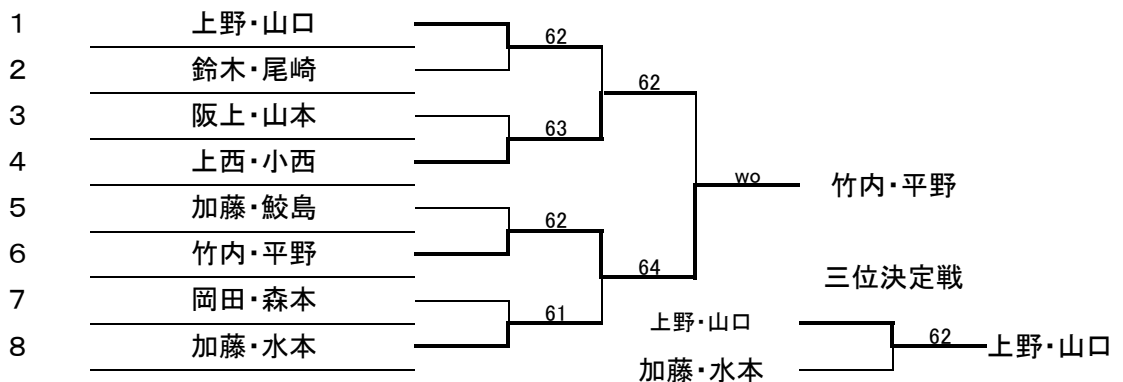 1 上野・山口
62
2 鈴木・尾崎
62
3 阪上・山本
63
4 上西・小西
wo 竹内・平野
5 加藤・鮫島
62
6 竹内・平野
64
三位決定戦
7 岡田・森本
61
上野・山口
62 上野・山口
8 加藤・水本
加藤・水本